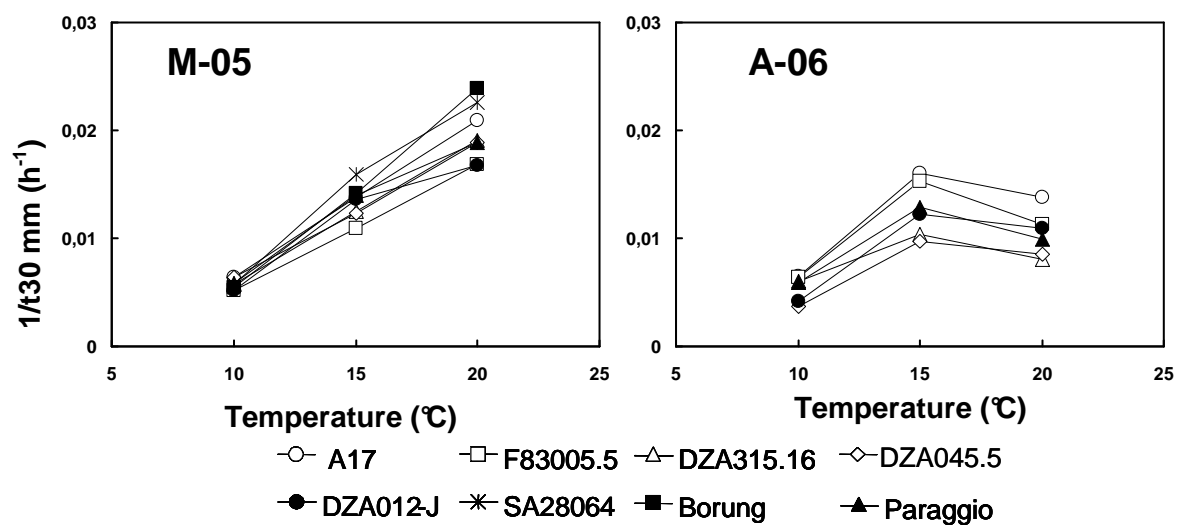 M-05
A-06
1/t30 mm (h-1)
0,03
0,02
0,01
0
5 10 15 20 25
Temperature (°C)
0,03
0,02
0,01
0
5 10 15 20 25
Temperature (°C)
A17 F83005.5 DZA315.16 DZA045.5
DZA012-J SA28064 Borung Paraggio